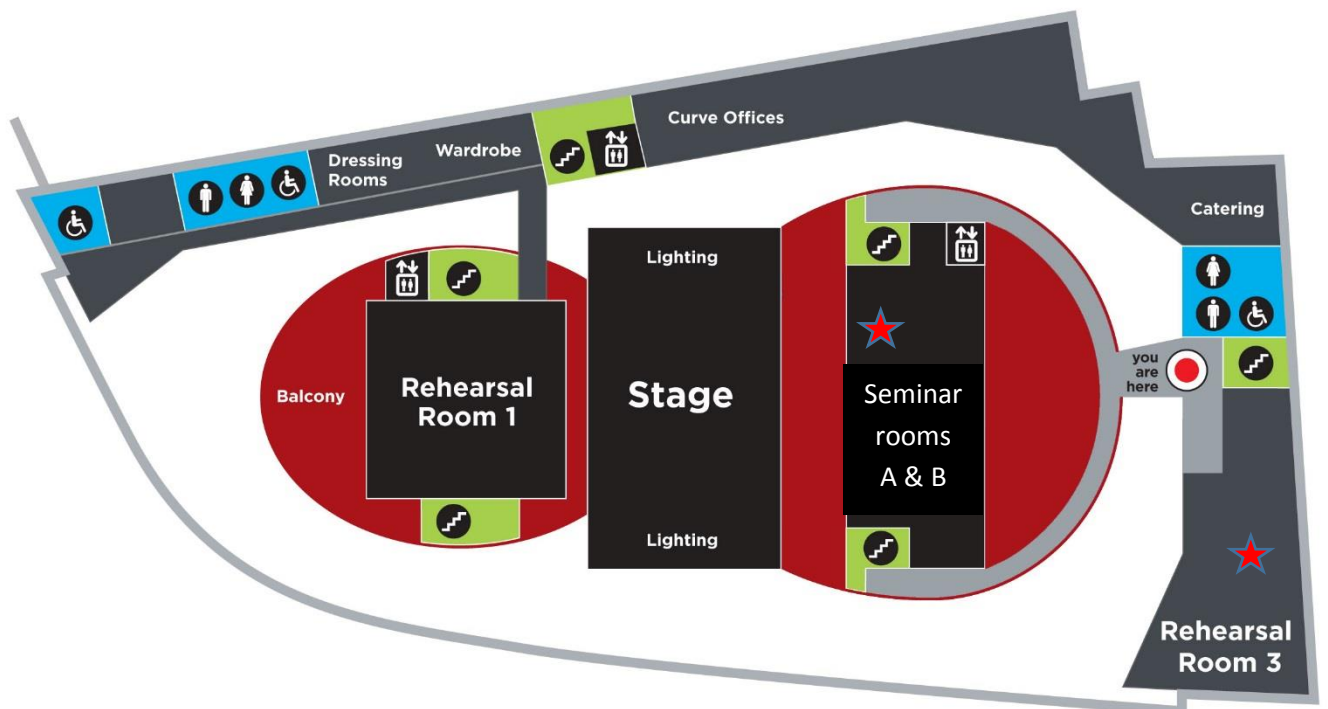 Curve Offices
Wardrobe
Dressing
Rooms
Catering
Lighting
you
are
here
Balcony
Rehearsal
Room 1
Stage
Seminar
rooms
A & B
Lighting
Rehearsal
Room 3